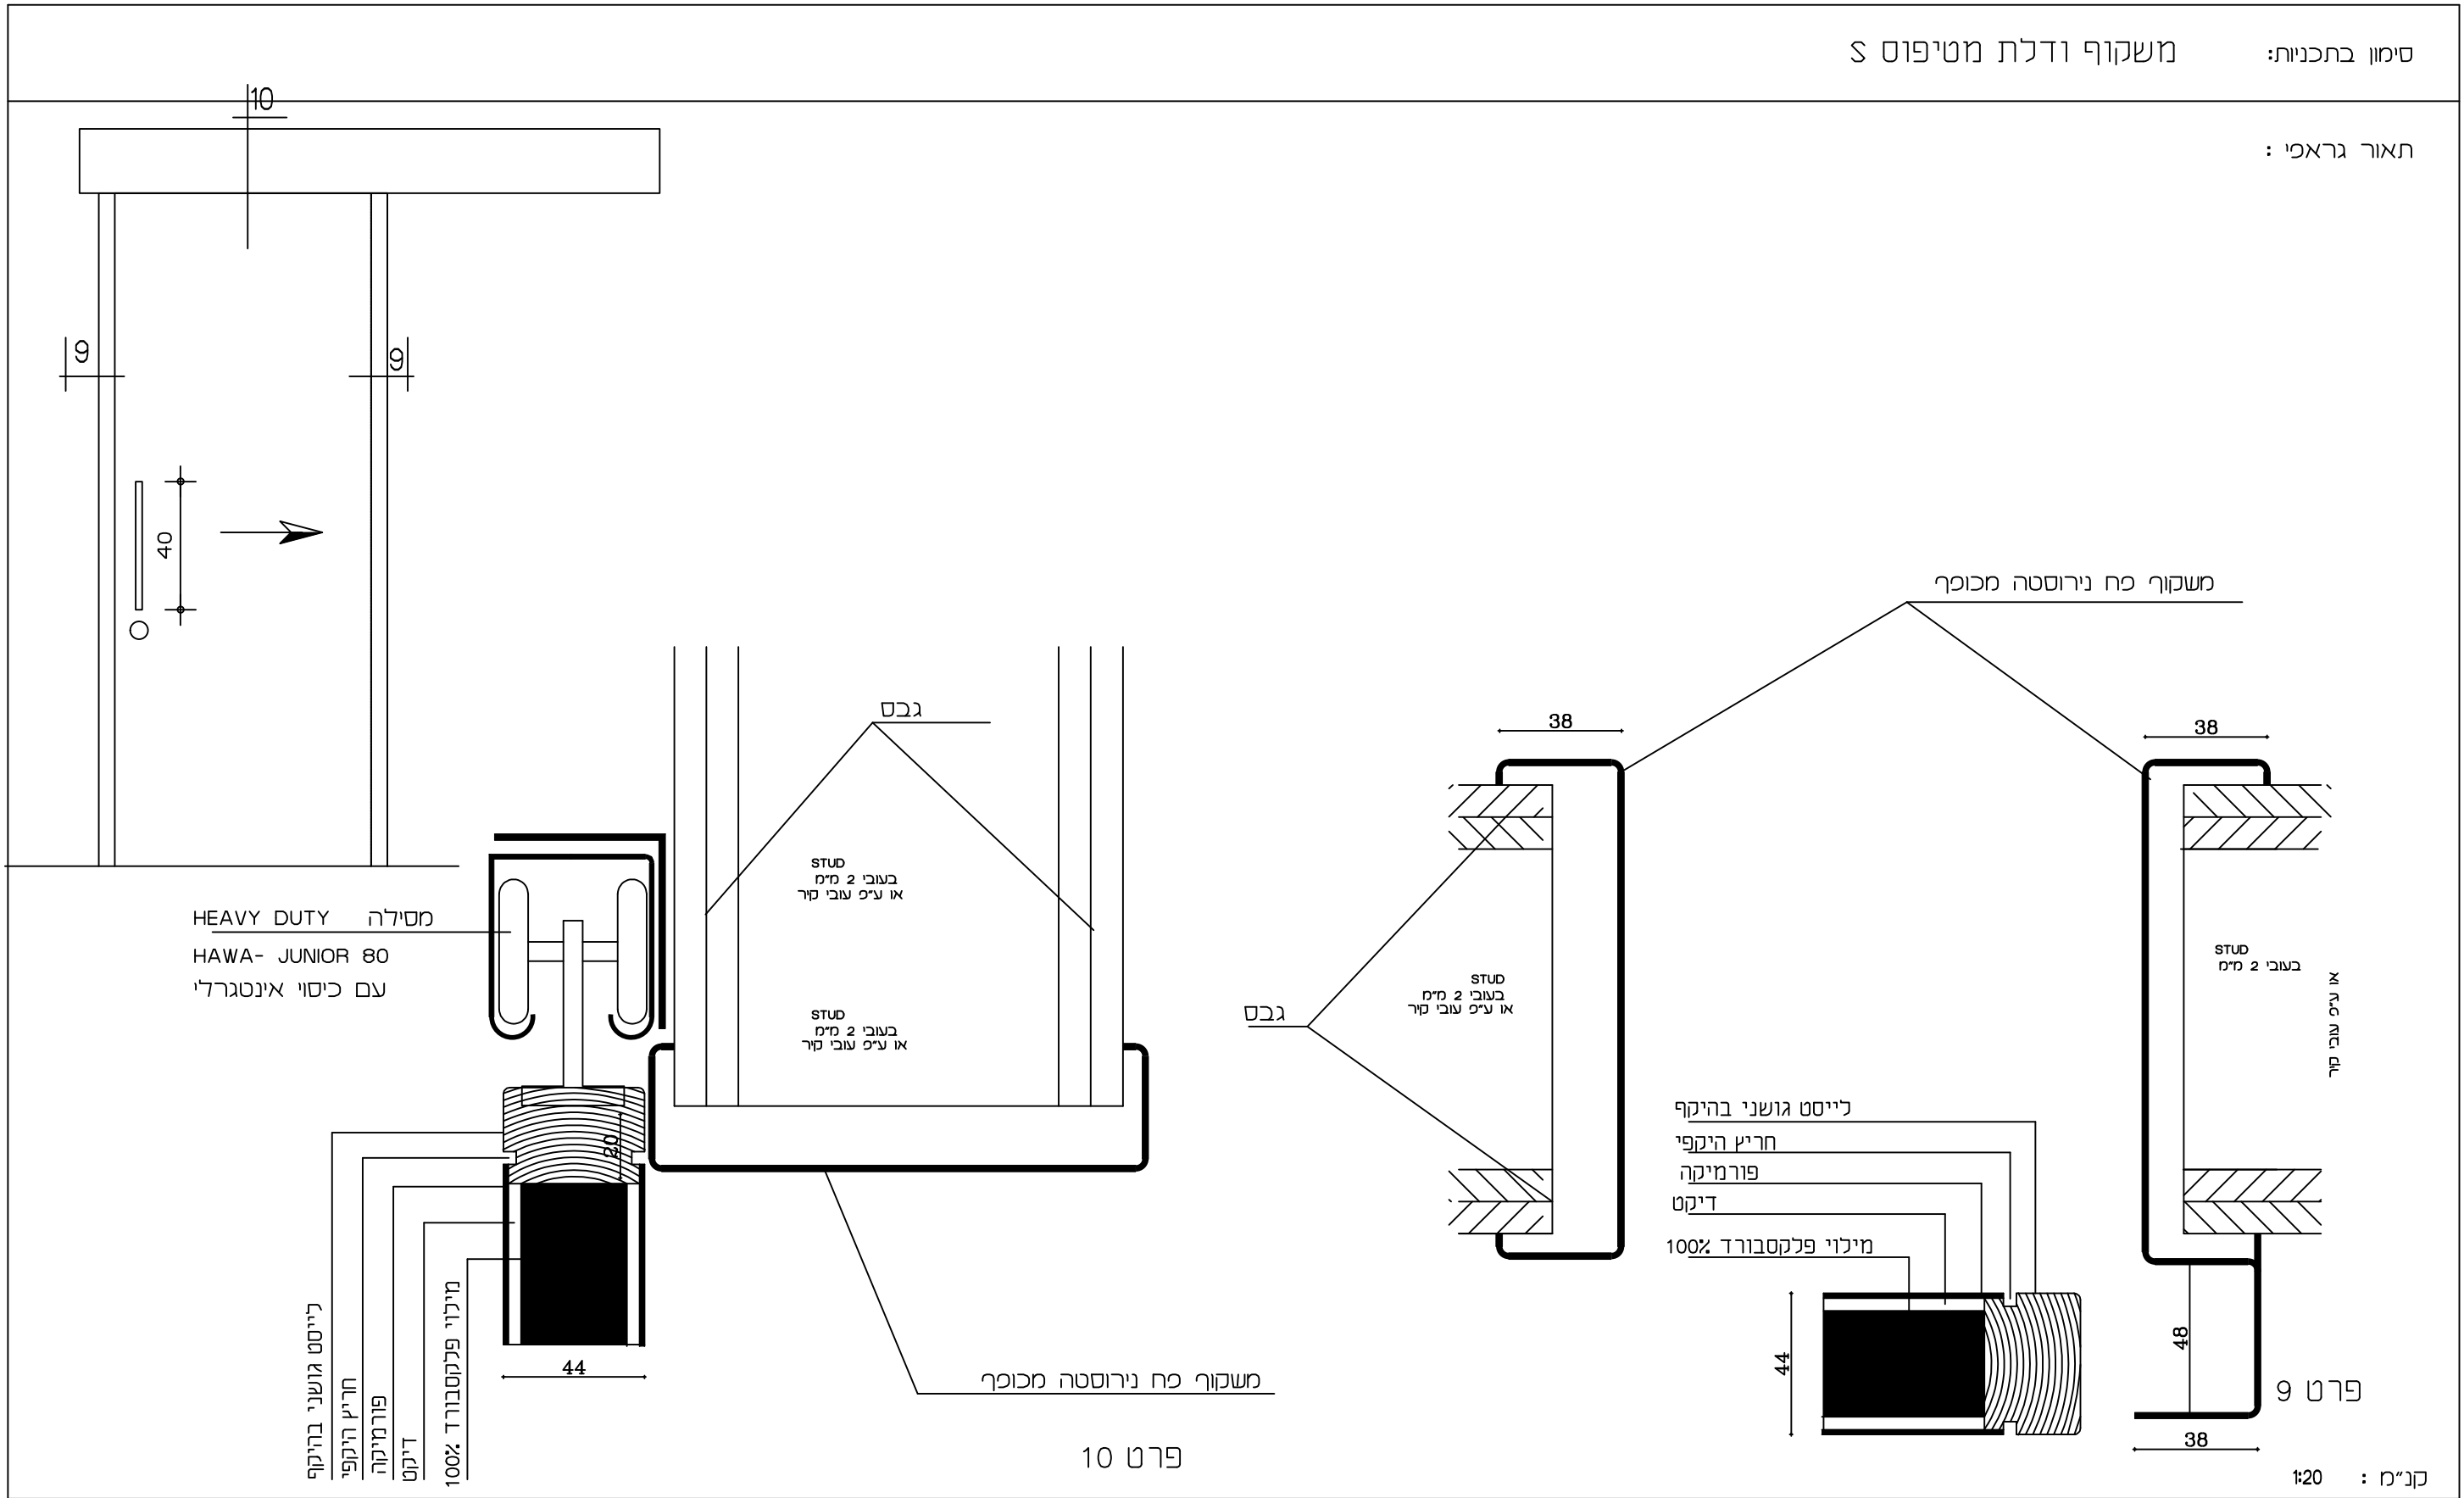 סימון בתכניות: משקוף ודלת מטיפוס S
תאור גראפי :
10
9
9
40
מסילה HEAVY DUTY
HAWA- JUNIOR 80
עם כיסוי אינטגרלי
גבס
STUD
בעובי 2 מ"מ
או ע"פ עובי קיר
STUD
בעובי 2 מ"מ
או ע"פ עובי קיר
20
44
לייסט גושני בהיקף
חריץ היקפי
פורמיקה
דיקט
מילוי פלקסבורד 100%
משקוף פח נירוסטה מכופף
פרט 10
משקוף פח נירוסטה מכופף
38
38
גבס
STUD
בעובי 2 מ"מ
או ע"פ עובי קיר
STUD
בעובי 2 מ"מ
או ע"פ עובי קיר
לייסט גושני בהיקף
חריץ היקפי
פורמיקה
דיקט
מילוי פלקסבורד 100%
44
48
38
פרט 9
קנ"מ : 1:20